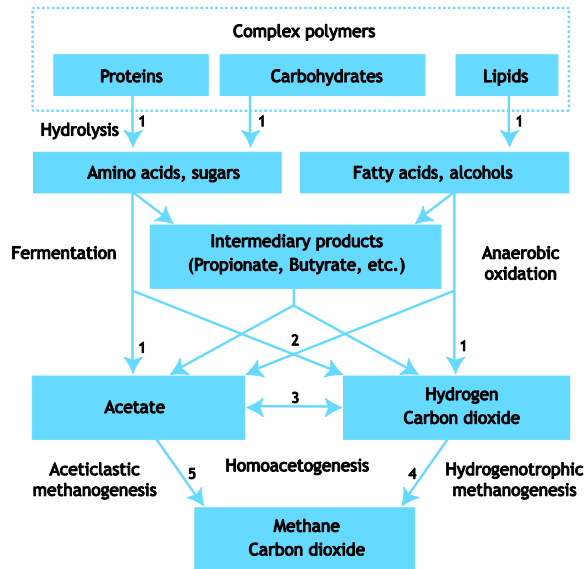 Complex polymers
Proteins
Carbohydrates
Lipids
1
1
1
Hydrolysis
Amino acids, sugars
Fatty acids, alcohols
Fermentation
Intermediary products
(Propionate, Butyrate, etc.)
Anaerobic
oxidation
1
2
1
Acetate
3
Hydrogen
Carbon dioxide
Aceticlastic
methanogenesis
5
Homoacetogenesis
4
Hydrogenotrophic
methanogenesis
Methane
Carbon dioxide